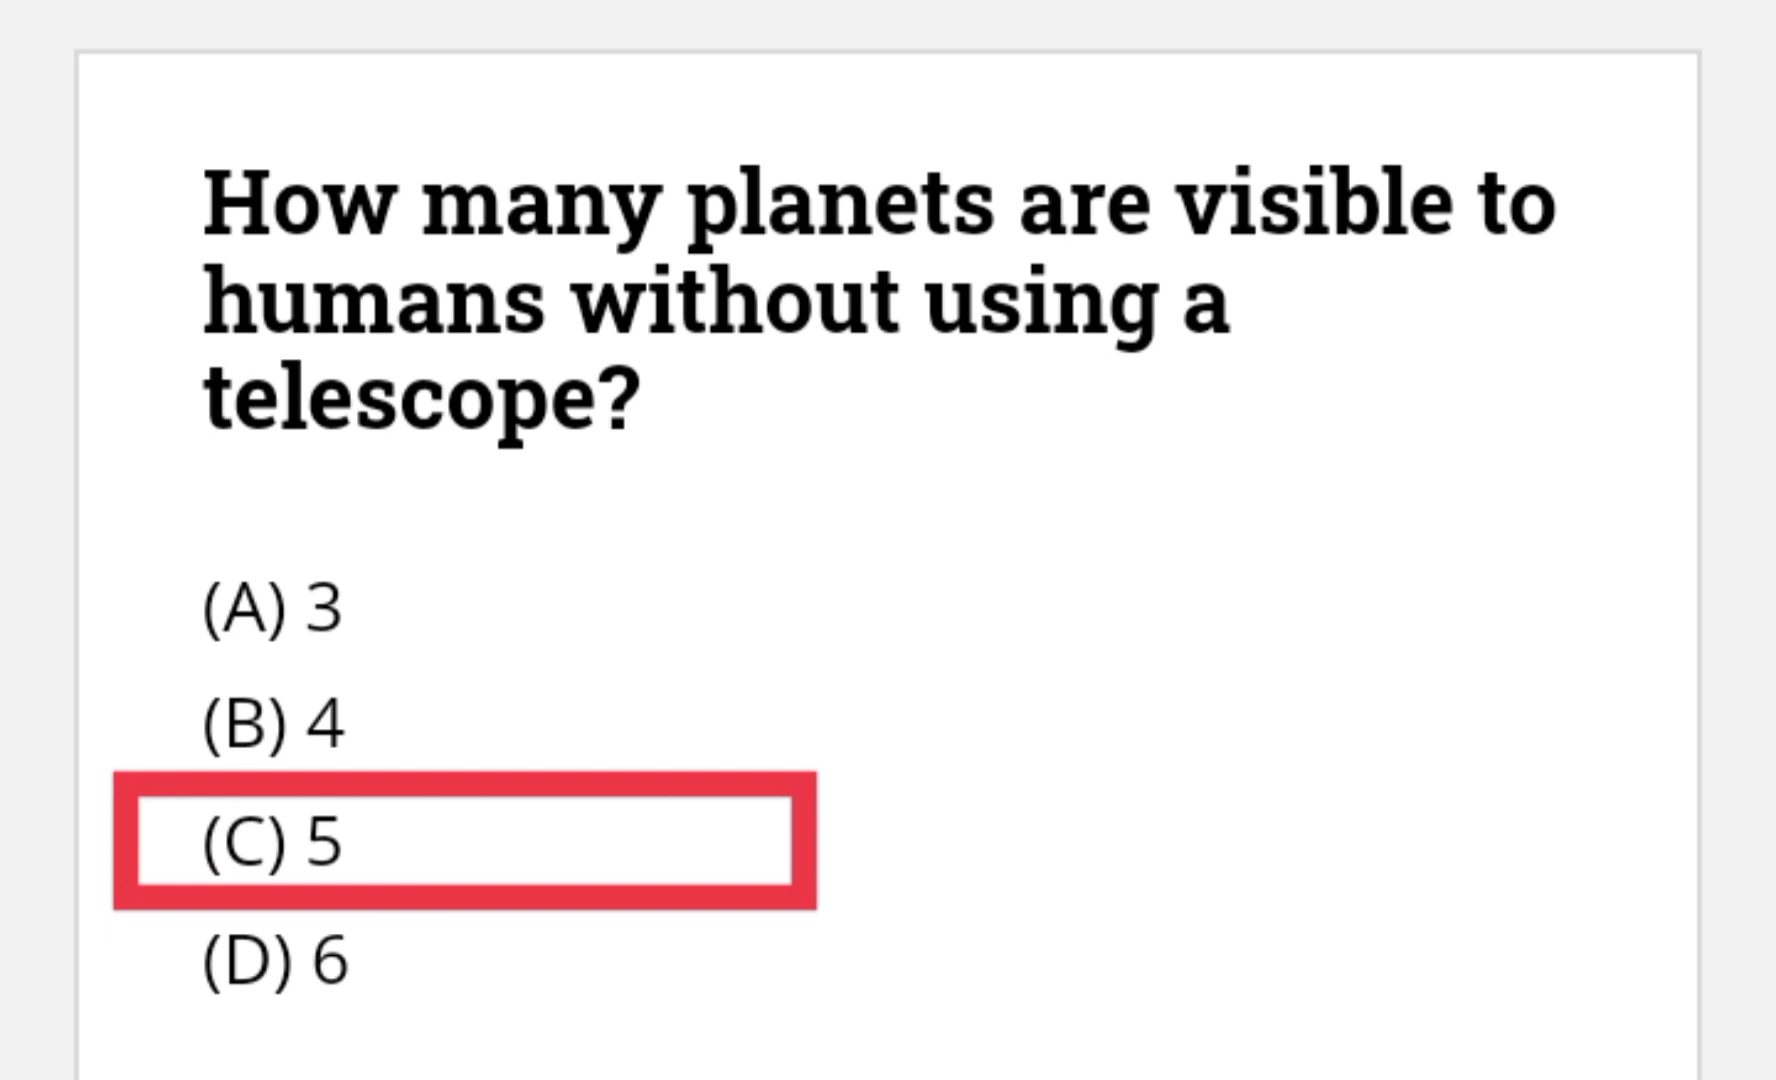 How many planets are visible to
humans without using a
telescope?
(A) 3
(B) 4
(C) 5
(D) 6